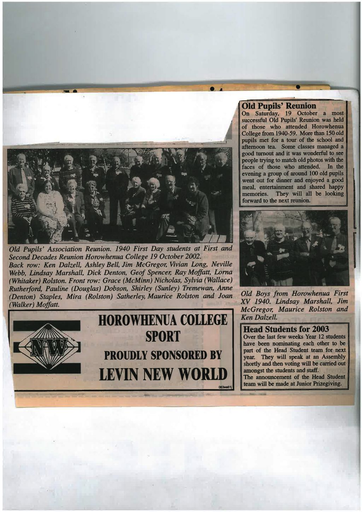 Old Pupils' Reunion
On Saturday, 19 October a most
successful Old Pupils' Reunion was held
of those who attended Horowhenua
College from 1940-59. More than 150 old
pupils met for a tour of the school and
afternoon tea. Some classes managed a
good turnout and it was wonderful to see
people trying to match old photos with the
faces of those who attended. In the
evening a group of around 100 old pupils
went out for dinner and enjoyed a good
meal, entertainment and shared happy
memories. They will all be looking
forward to the next reunion.
Old Pupils' Association Reunion. 1940 First Day students at First and
Second Decades Reunion Horowhenua College 19 October 2002.
Back row: Ken Dalzell, Ashley Bell, Jim McGregor, Vivian Long, Neville
Webb, Lindsay Marshall, Dick Denton, Geof Spencer, Ray Moffatt, Lorna
(Whitaker) Rolston. Front row: Grace (McMinn) Nicholas, Sylvia (Wallace)
Rutherford, Pauline (Douglas) Dobson, Shirley (Sunley) Tremewan, Anne
(Denton) Staples, Mira (Rolston) Satherley, Maurice Rolston and Joan
(Walker) Moffatt.
Old Boys from Horowhenua First
XV 1940. Lindsay Marshall, Jim
McGregor, Maurice Rolston and
Ken Dalzell.
HOROWHENUA COLLEGE
SPORT
PROUDLY SPONSORED BY
LEVIN NEW WORLD
Head Students for 2003
Over the last few weeks Year 12 students
have been nominating each other to be
part of the Head Student team for next
year. They will speak at an Assembly
shortly and then voting will be carried out
amongst the students and staff.
The announcement of the Head Student
team will be made at Junior Prizegiving.